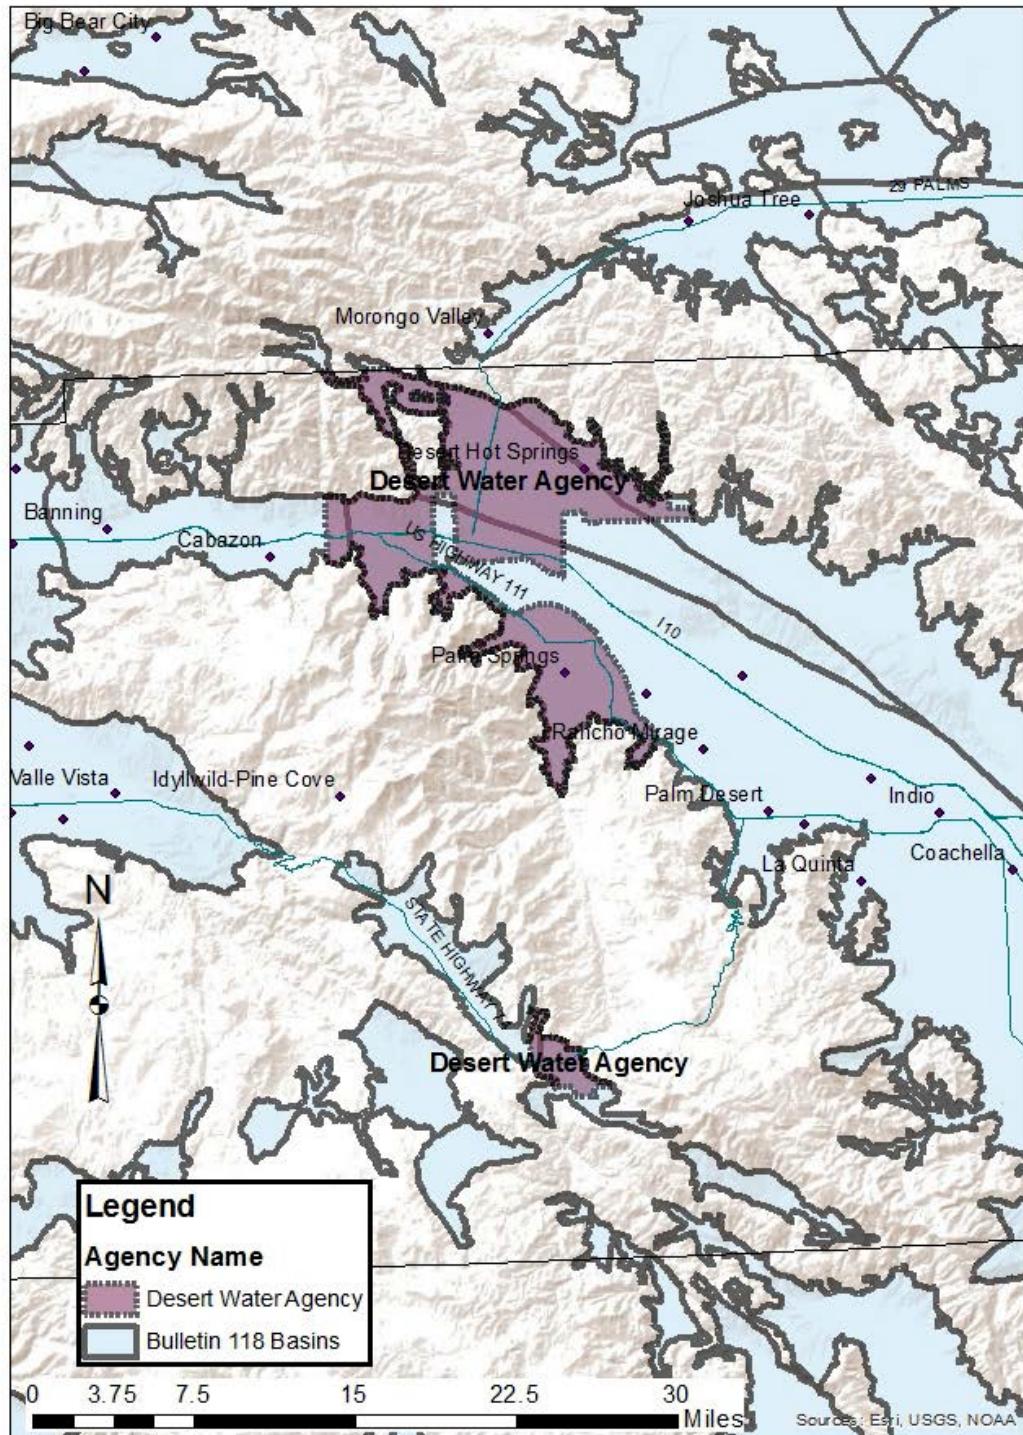 Big Bear City
29 PALMS
Joshua Tree
Morongo Valley
Desert Hot Springs
Desert Water Agency
Banning
Cabazon
US HIGHWAY 111
I10
Palm Springs
Rancho Mirage
Valle Vista
Idyllwild-Pine Cove
Palm Desert
Indio
La Quinta
Coachella
N
STATE HIGHWAY 74
Desert Water Agency
Legend
Agency Name
Desert Water Agency
Bulletin 118 Basins
0 3.75 7.5 15 22.5 30
Miles
Sources: Esri, USGS, NOAA